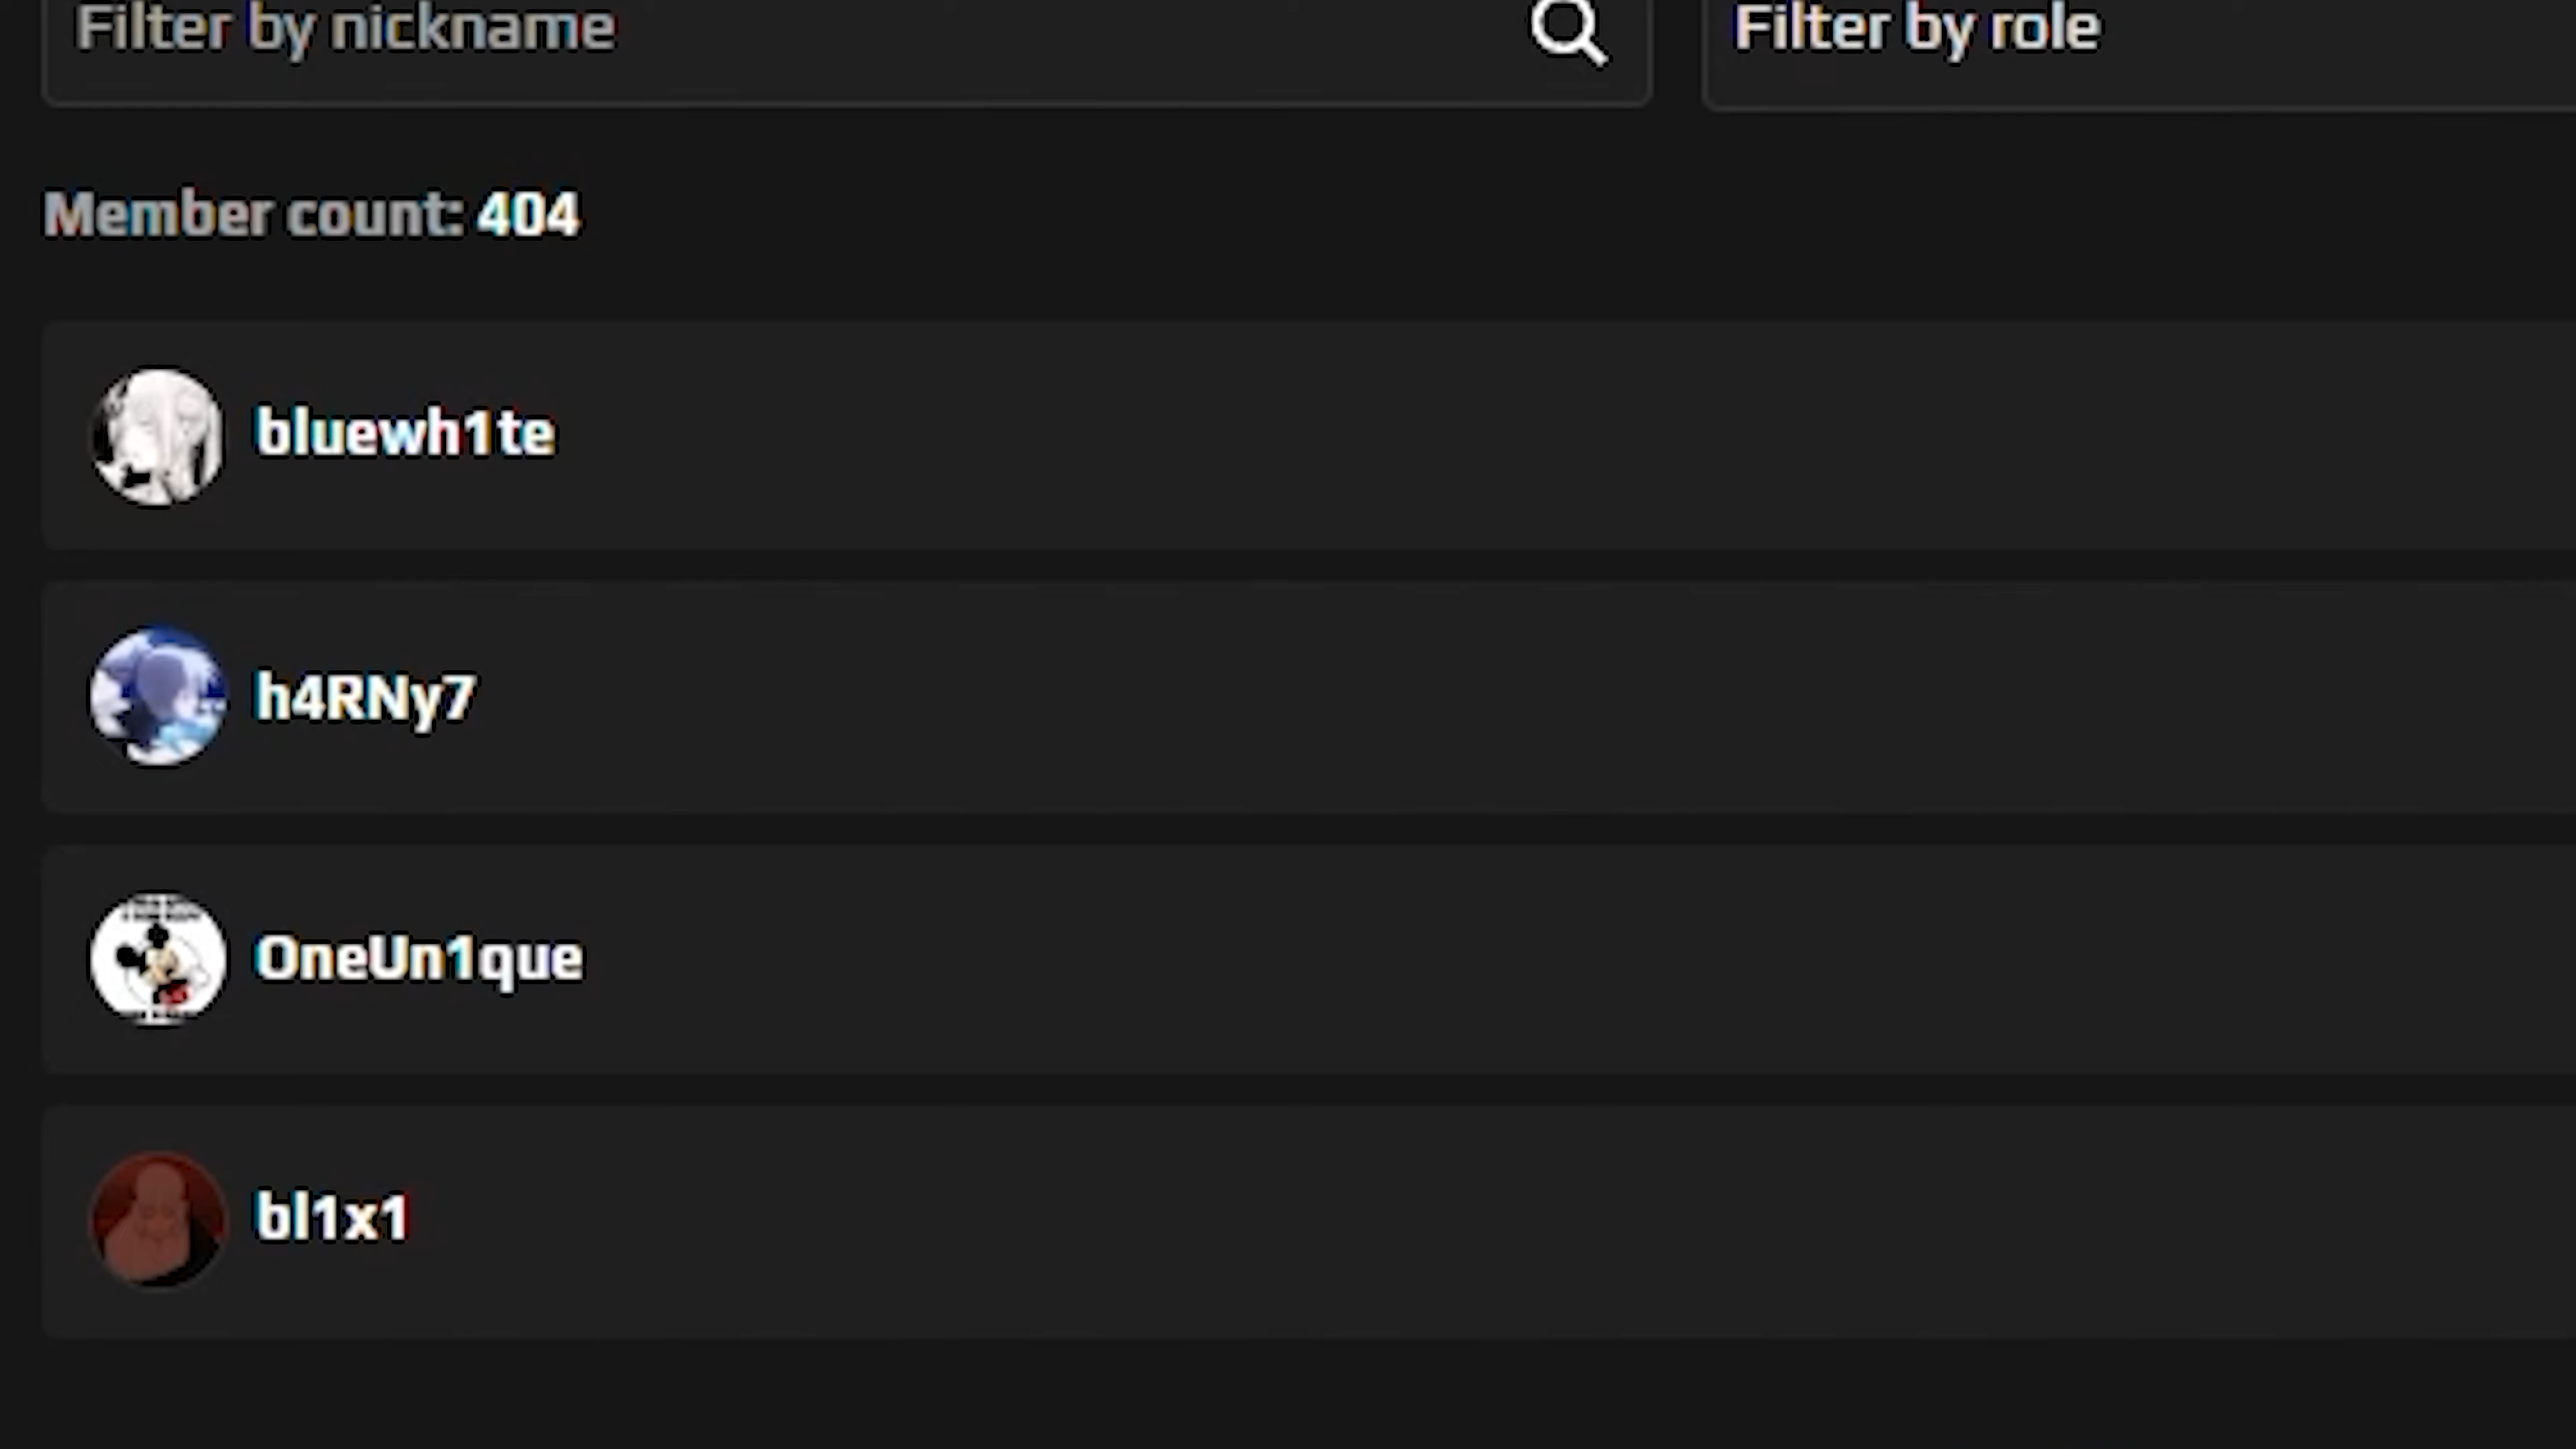 Filter by nickname
Filter by role
Member count: 404
bluewh1te
h4RNy7
OneUn1que
bl1x1